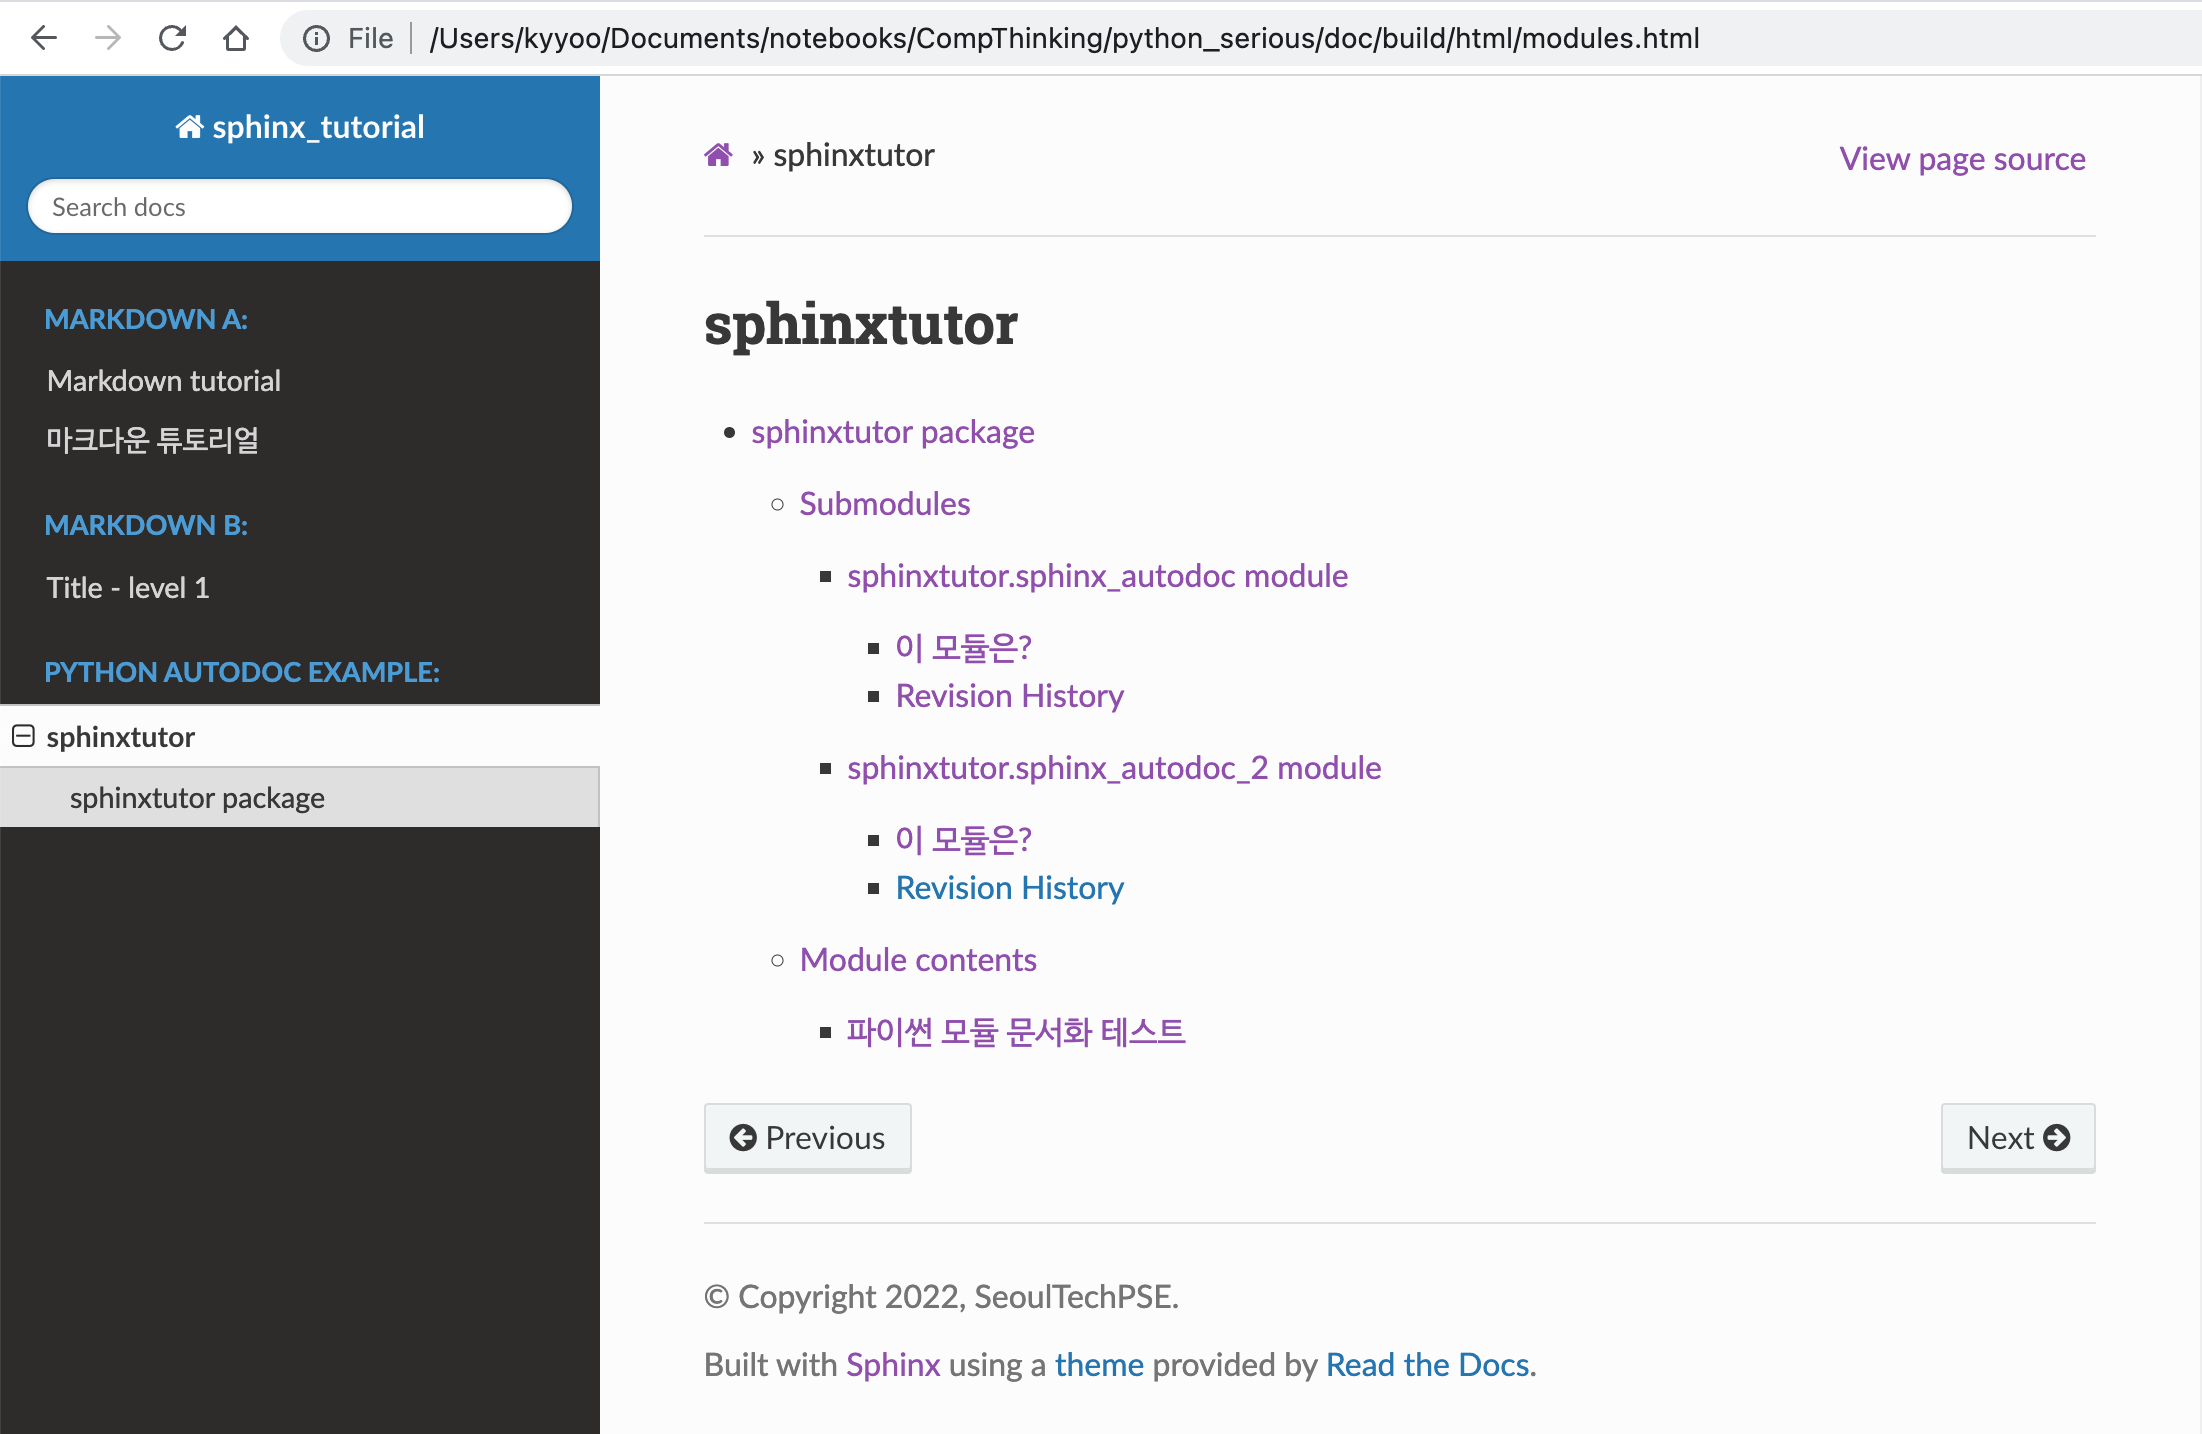 File /Users/kyyoo/Documents/notebooks/CompThinking/python_serious/doc/build/html/modules.html
sphinx_tutorial
Search docs
MARKDOWN A:
Markdown tutorial
마크다운 튜토리얼
MARKDOWN B:
Title - level 1
PYTHON AUTODOC EXAMPLE:
sphinxtutor
sphinxtutor package
» sphinxtutor
View page source
sphinxtutor
sphinxtutor package
Submodules
sphinxtutor.sphinx_autodoc module
이 모듈은?
Revision History
sphinxtutor.sphinx_autodoc_2 module
이 모듈은?
Revision History
Module contents
파이썬 모듈 문서화 테스트
Previous
Next
© Copyright 2022, SeoulTechPSE.
Built with Sphinx using a theme provided by Read the Docs.